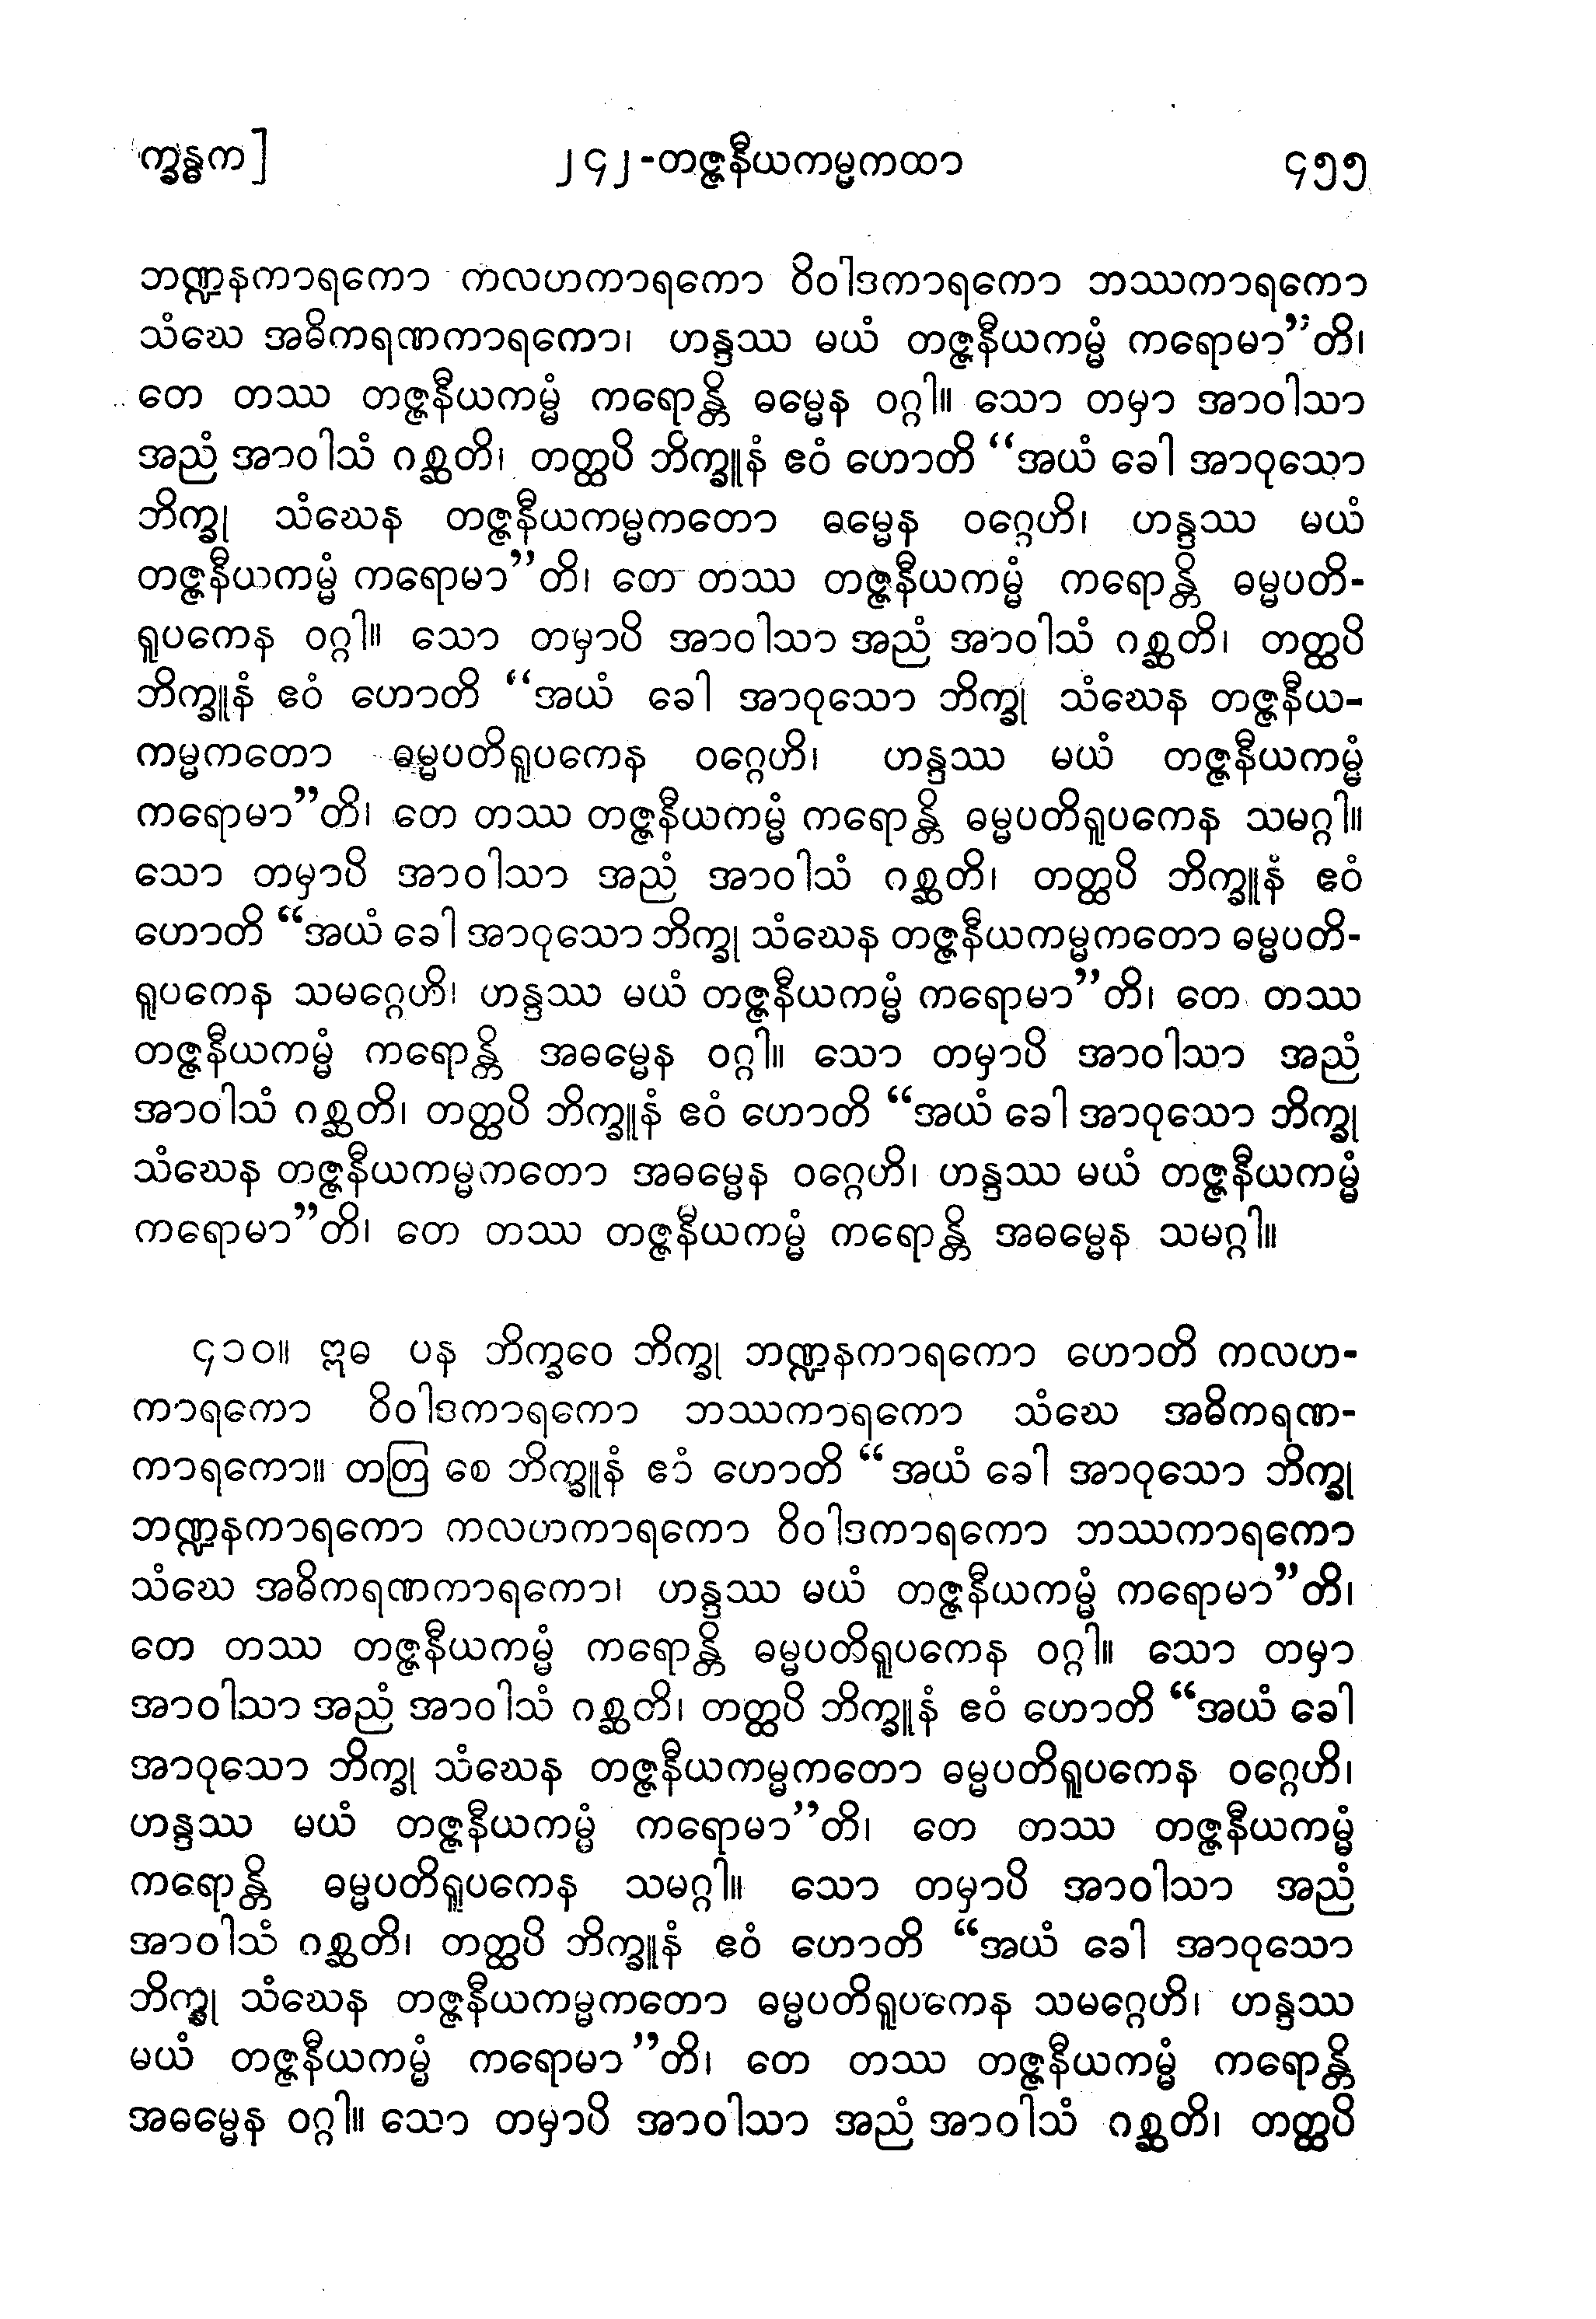 က္ခန္ဓက]
၂၄၂-တဇ္ဇနီယကမ္မကထာ
၄၅၅
ဘဏ္ဍနကာရကော ကလဟကာရကော ဝိဝါဒကာရကော ဘဿကာရကော
သံဃေ အဓိကရဏကာရကော၊ ဟန္ဒဿ မယံ တဇ္ဇနီယကမ္မံ ကရောမာ”တိ၊
တေ တဿ တဇ္ဇနီယကမ္မံ ကရောန္တိ ဓမ္မေန ဝဂ္ဂါ။ သော တမှာ အာဝါသာ
အညံ အာဝါသံ ဂစ္ဆတိ၊ တတ္ထပိ ဘိက္ခူနံ ဧဝံ ဟောတိ “အယံ ခေါ အာဝုသော
ဘိက္ခု သံဃေန တဇ္ဇနီယကမ္မကတော ဓမ္မေန ဝဂ္ဂေဟိ၊ ဟန္ဒဿ မယံ
တဇ္ဇနီယကမ္မံ ကရောမာ”တိ၊ တေ တဿ တဇ္ဇနီယကမ္မံ ကရောန္တိ ဓမ္မပတိ-
ရူပကေန ဝဂ္ဂါ။ သော တမှာပိ အာဝါသာ အညံ အာဝါသံ ဂစ္ဆတိ၊ တတ္ထပိ
ဘိက္ခူနံ ဧဝံ ဟောတိ “အယံ ခေါ အာဝုသော ဘိက္ခု သံဃေန တဇ္ဇနီယ-
ကမ္မကတော ဓမ္မပတိရူပကေန ဝဂ္ဂေဟိ၊ ဟန္ဒဿ မယံ တဇ္ဇနီယကမ္မံ
ကရောမာ”တိ၊ တေ တဿ တဇ္ဇနီယကမ္မံ ကရောန္တိ ဓမ္မပတိရူပကေန သမဂ္ဂါ။
သော တမှာပိ အာဝါသာ အညံ အာဝါသံ ဂစ္ဆတိ၊ တတ္ထပိ ဘိက္ခူနံ ဧဝံ
ဟောတိ “အယံ ခေါ အာဝုသော ဘိက္ခု သံဃေန တဇ္ဇနီယကမ္မကတော ဓမ္မပတိ-
ရူပကေန သမဂ္ဂေဟိ၊ ဟန္ဒဿ မယံ တဇ္ဇနီယကမ္မံ ကရောမာ”တိ၊ တေ တဿ
တဇ္ဇနီယကမ္မံ ကရောန္တိ အဓမ္မေန ဝဂ္ဂါ။ သော တမှာပိ အာဝါသာ အညံ
အာဝါသံ ဂစ္ဆတိ၊ တတ္ထပိ ဘိက္ခူနံ ဧဝံ ဟောတိ “အယံ ခေါ အာဝုသော ဘိက္ခု
သံဃေန တဇ္ဇနီယကမ္မကတော အဓမ္မေန ဝဂ္ဂေဟိ၊ ဟန္ဒဿ မယံ တဇ္ဇနီယကမ္မံ
ကရောမာ”တိ၊ တေ တဿ တဇ္ဇနီယကမ္မံ ကရောန္တိ အဓမ္မေန သမဂ္ဂါ။
၄၁၀။ ဣဓ ပန ဘိက္ခဝေ ဘိက္ခု ဘဏ္ဍနကာရကော ဟောတိ ကလဟ-
ကာရကော ဝိဝါဒကာရကော ဘဿကာရကော သံဃေ အဓိကရဏ-
ကာရကော။ တတြ စေ ဘိက္ခူနံ ဧဝံ ဟောတိ “အယံ ခေါ အာဝုသော ဘိက္ခု
ဘဏ္ဍနကာရကော ကလဟကာရကော ဝိဝါဒကာရကော ဘဿကာရကော
သံဃေ အဓိကရဏကာရကော၊ ဟန္ဒဿ မယံ တဇ္ဇနီယကမ္မံ ကရောမာ”တိ၊
တေ တဿ တဇ္ဇနီယကမ္မံ ကရောန္တိ ဓမ္မပတိရူပကေန ဝဂ္ဂါ။ သော တမှာ
အာဝါသာ အညံ အာဝါသံ ဂစ္ဆတိ၊ တတ္ထပိ ဘိက္ခူနံ ဧဝံ ဟောတိ “အယံ ခေါ
အာဝုသော ဘိက္ခု သံဃေန တဇ္ဇနီယကမ္မကတော ဓမ္မပတိရူပကေန ဝဂ္ဂေဟိ၊
ဟန္ဒဿ မယံ တဇ္ဇနီယကမ္မံ ကရောမာ”တိ၊ တေ တဿ တဇ္ဇနီယကမ္မံ
ကရောန္တိ ဓမ္မပတိရူပကေန သမဂ္ဂါ။ သော တမှာပိ အာဝါသာ အညံ
အာဝါသံ ဂစ္ဆတိ၊ တတ္ထပိ ဘိက္ခူနံ ဧဝံ ဟောတိ “အယံ ခေါ အာဝုသော
ဘိက္ခု သံဃေန တဇ္ဇနီယကမ္မကတော ဓမ္မပတိရူပကေန သမဂ္ဂေဟိ၊ ဟန္ဒဿ
မယံ တဇ္ဇနီယကမ္မံ ကရောမာ”တိ၊ တေ တဿ တဇ္ဇနီယကမ္မံ ကရောန္တိ
အဓမ္မေန ဝဂ္ဂါ။ သော တမှာပိ အာဝါသာ အညံ အာဝါသံ ဂစ္ဆတိ၊ တတ္ထပိ